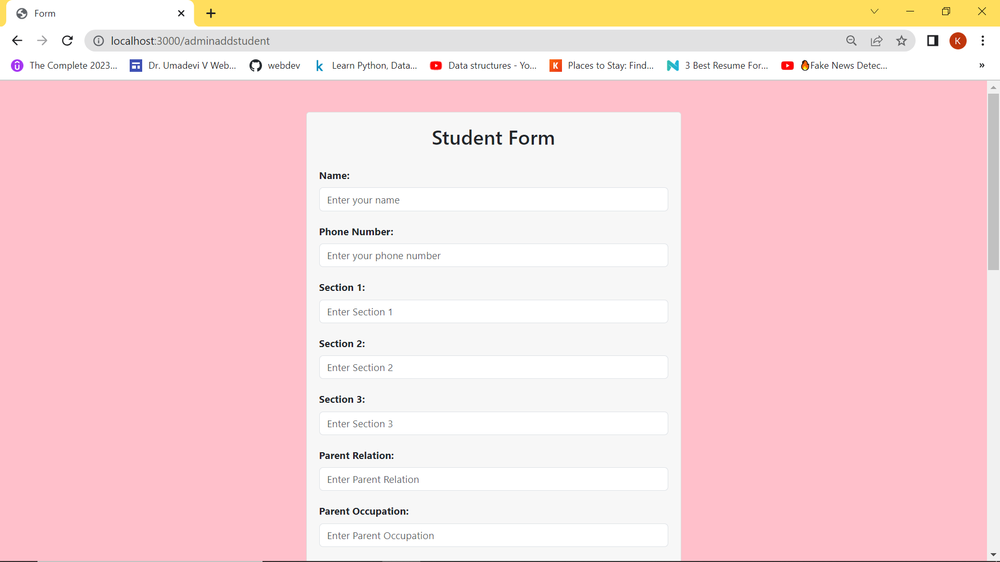 Form
localhost:3000/adminaddstudent
K
The Complete 2023... Dr. Umadevi V Web... webdev k Learn Python, Data... Data structures - Yo... K Places to Stay: Find... 3 Best Resume For... 🔥Fake News Detec... »
Student Form
Name:
Enter your name
Phone Number:
Enter your phone number
Section 1:
Enter Section 1
Section 2:
Enter Section 2
Section 3:
Enter Section 3
Parent Relation:
Enter Parent Relation
Parent Occupation:
Enter Parent Occupation